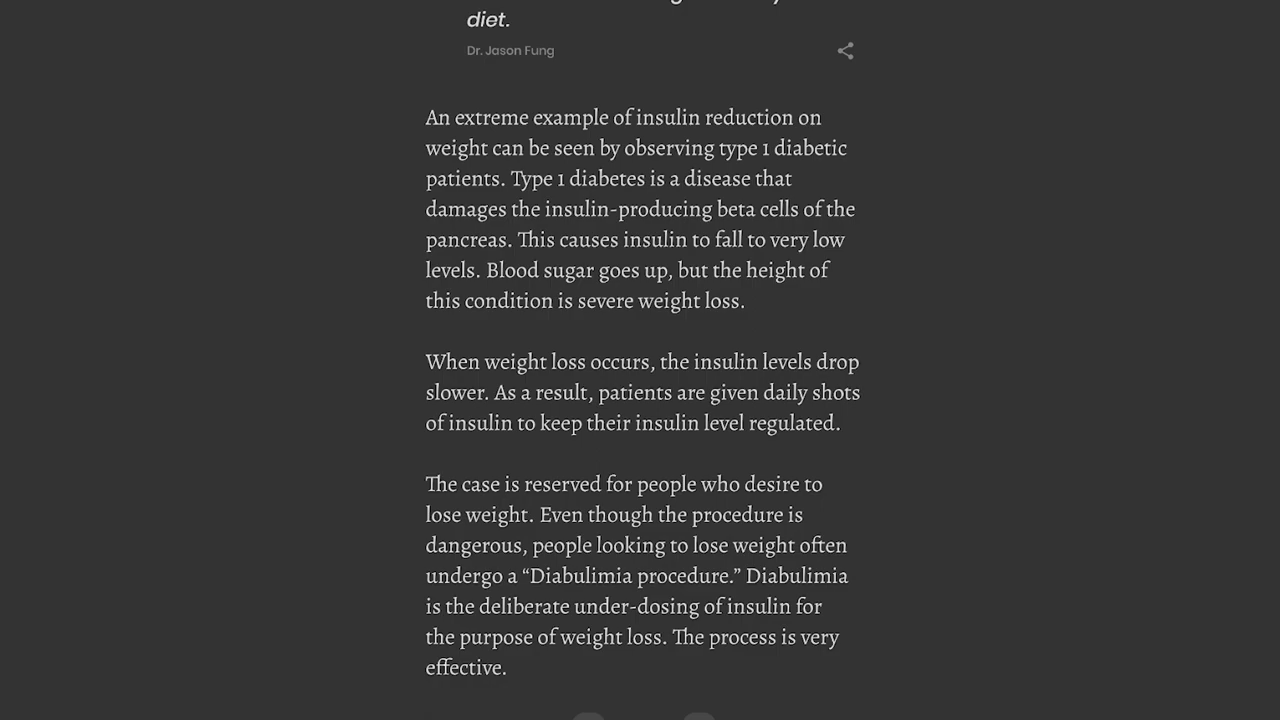 diet.
Dr. Jason Fung
An extreme example of insulin reduction on
weight can be seen by observing type 1 diabetic
patients. Type 1 diabetes is a disease that
damages the insulin-producing beta cells of the
pancreas. This causes insulin to fall to very low
levels. Blood sugar goes up, but the height of
this condition is severe weight loss.
When weight loss occurs, the insulin levels drop
slower. As a result, patients are given daily shots
of insulin to keep their insulin level regulated.
The case is reserved for people who desire to
lose weight. Even though the procedure is
dangerous, people looking to lose weight often
undergo a “Diabulimia procedure.” Diabulimia
is the deliberate under-dosing of insulin for
the purpose of weight loss. The process is very
effective.